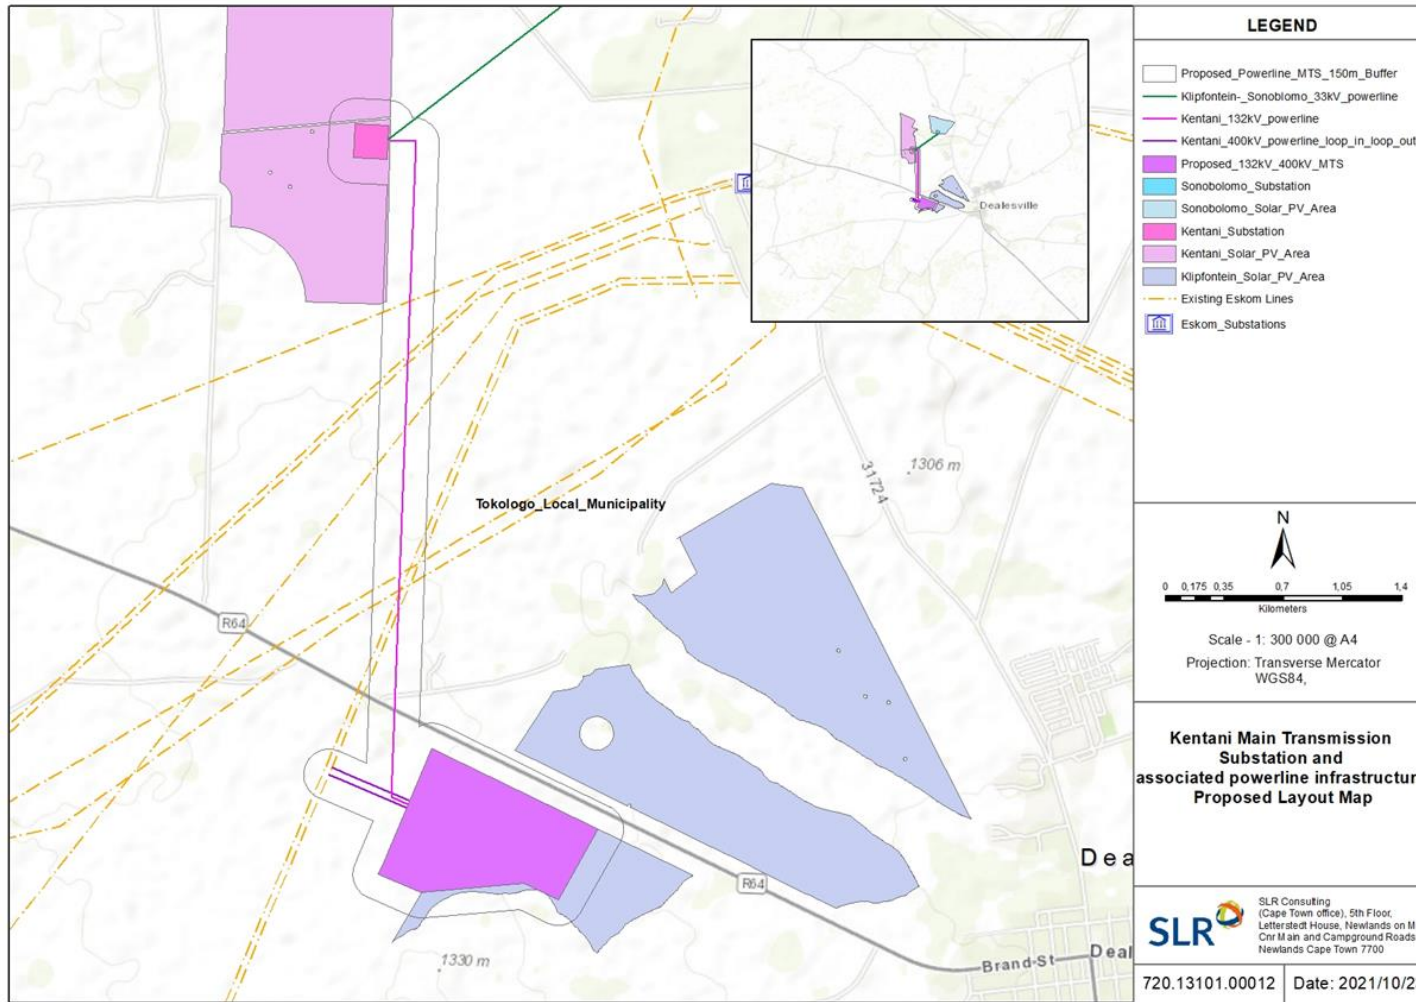 LEGEND
Proposed_Powerline_MTS_150m_Buffer
Klipfontein-_Sonoblomo_33kV_powerline
Kentani_132kV_powerline
Kentani_400kV_powerline_loop_in_loop_out
Proposed_132kV_400kV_MTS
Sonobolomo_Substation
Sonobolomo_Solar_PV_Area
Kentani_Substation
Kentani_Solar_PV_Area
Klipfontein_Solar_PV_Area
Existing Eskom Lines
Eskom_Substations
Dealesville
1306 m
31724
Tokologo_Local_Municipality
R64
R64
1330 m
Dea
Deal
Brand-St
N
0 0,175 0,35 0,7 1,05 1,4
Kilometers
Scale - 1: 300 000 @ A4
Projection: Transverse Mercator
WGS84,
Kentani Main Transmission
Substation and
associated powerline infrastructur
Proposed Layout Map
SLR
SLR Consulting
(Cape Town office), 5th Floor,
Letterstedt House, Newlands on M
Cnr Main and Campground Roads
Newlands Cape Town 7700
720.13101.00012
Date: 2021/10/2